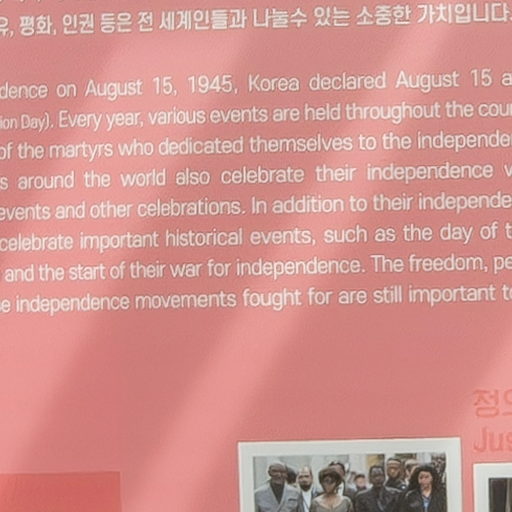 유, 평화, 인권 등은 전 세계인들과 나눌수 있는 소중한 가치입니다.
dence on August 15, 1945, Korea declared August 15 a
ion Day). Every year, various events are held throughout the cou
of the martyrs who dedicated themselves to the independe
s around the world also celebrate their independence v
events and other celebrations. In addition to their independe
celebrate important historical events, such as the day of t
and the start of their war for independence. The freedom, pe
e independence movements fought for are still important to
정의
Jus